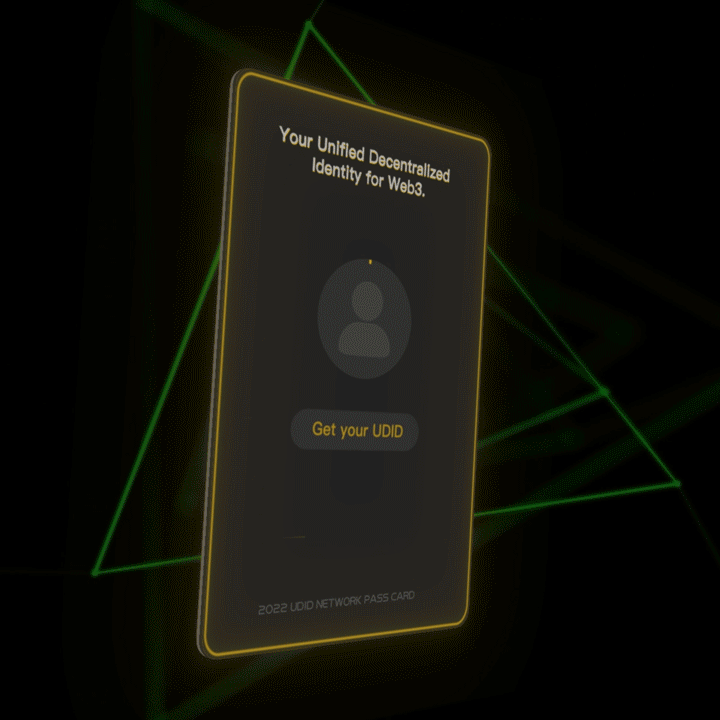 Your Unified Decentralized
Identity for Web3.
Get your UDID
2022 UDID NETWORK PASS CARD